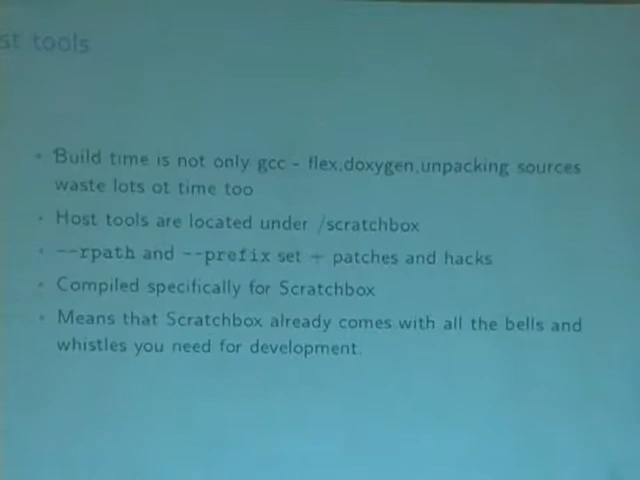 st tools
• Build time is not only gcc - flex,doxygen,unpacking sources
waste lots ot time too
• Host tools are located under /scratchbox
• --rpath and --prefix set + patches and hacks
• Compiled specifically for Scratchbox
• Means that Scratchbox already comes with all the bells and
whistles you need for development.